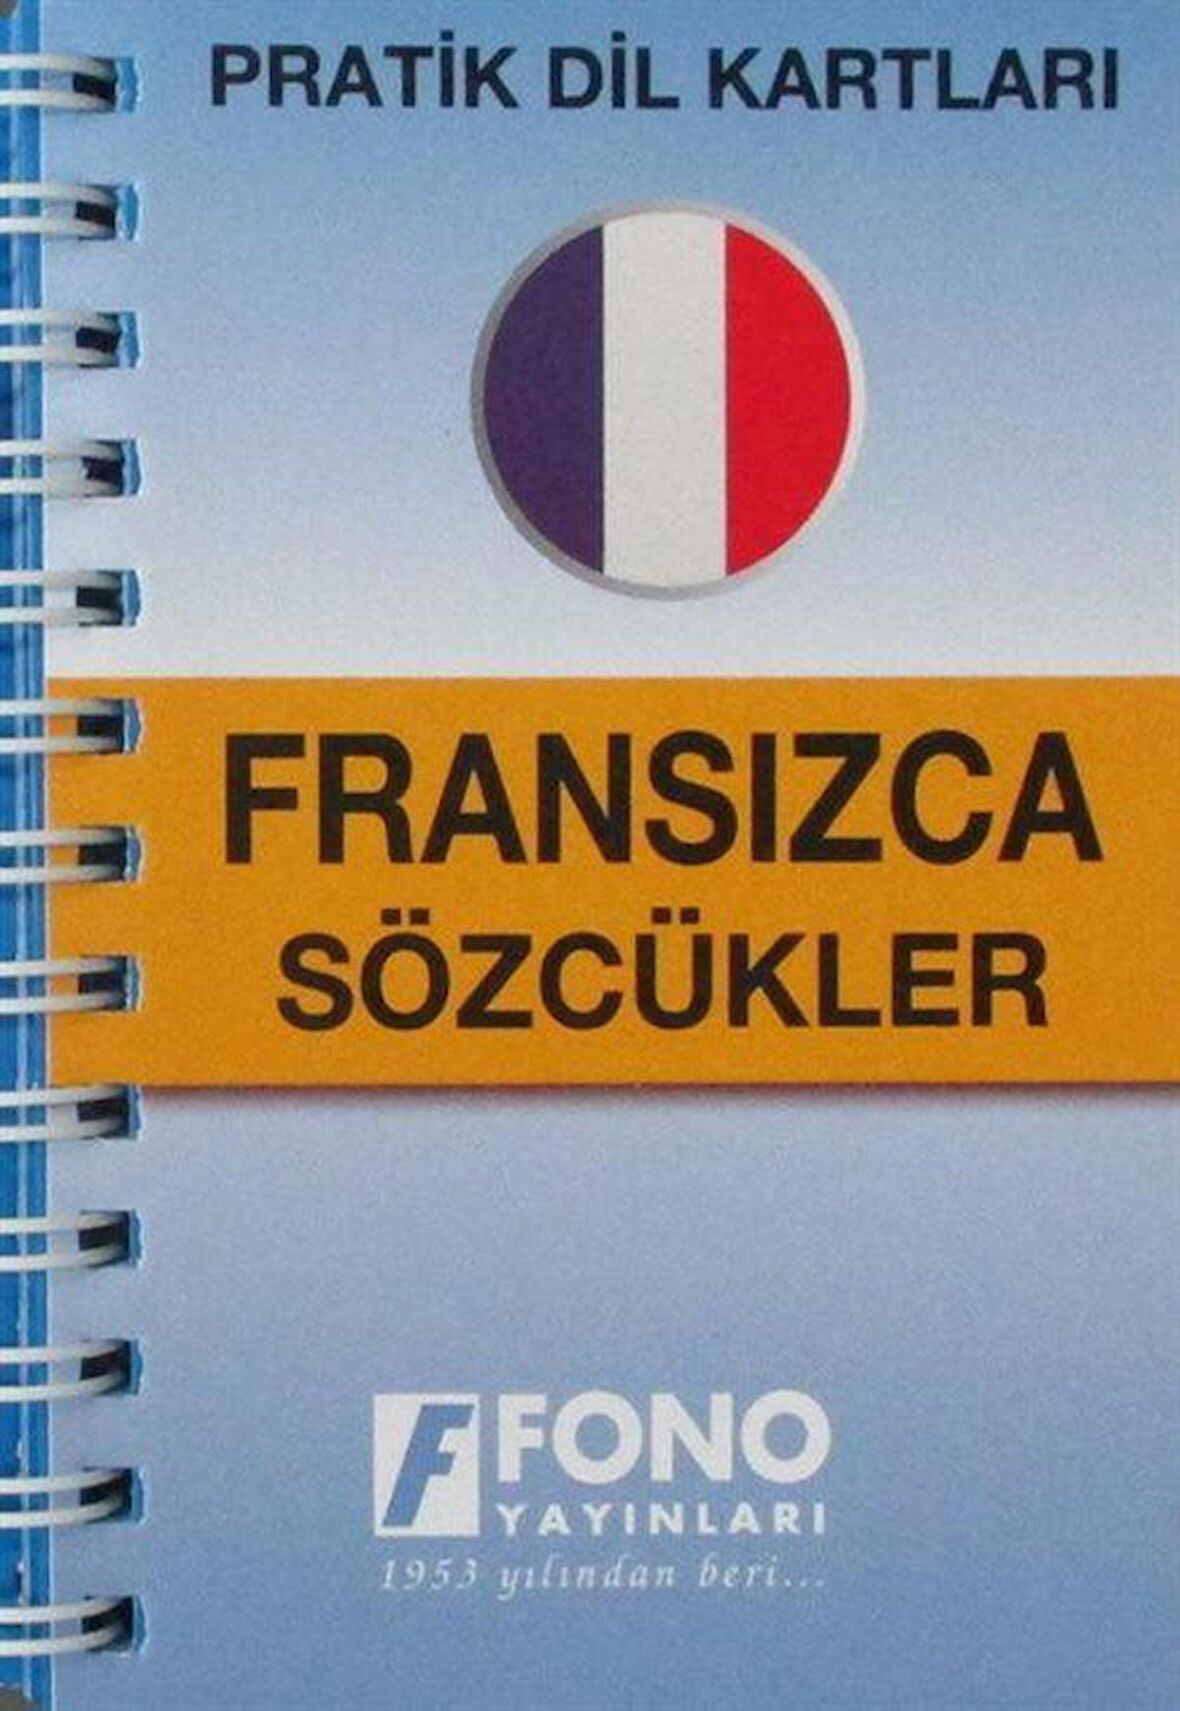 PRATİK DİL KARTLARI
FRANSIZCA
SÖZCÜKLER
FONO
YAYINLARI
1953 yılından beri...